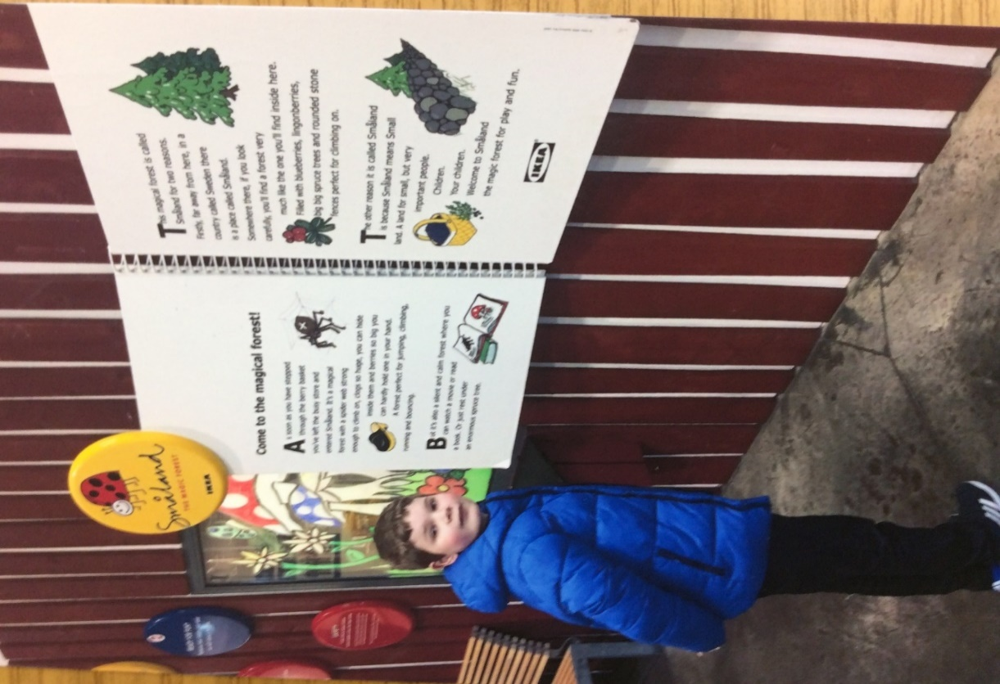 Småland
THE MAGIC FOREST
IKEA
Come to the magical forest!
As soon as you have stepped
through the berry basket
you've left the busy store and
entered Småland. It's a magical
forest with a spider web strong
enough to climb on, clogs so huge, you can hide
inside them and berries so big you
can hardly hold one in your hand.
A forest perfect for jumping, climbing,
running and bouncing.
But it's also a silent and calm forest where you
can watch a movie or read
a book. Or just rest under
an enormous spruce tree.
This magical forest is called
Småland for two reasons.
Firstly, far away from here, in a
country called Sweden there
is a place called Småland.
Somewhere there, if you look
carefully, you'll find a forest very
much like the one you'll find inside here.
Filled with blueberries, lingonberries,
big big spruce trees and rounded stone
fences perfect for climbing on.
The other reason it is called Småland
is because Småland means Small
land. A land for small, but very
important people.
Children.
Your children.
Welcome to Småland
the magic forest for play and fun.
IKEA